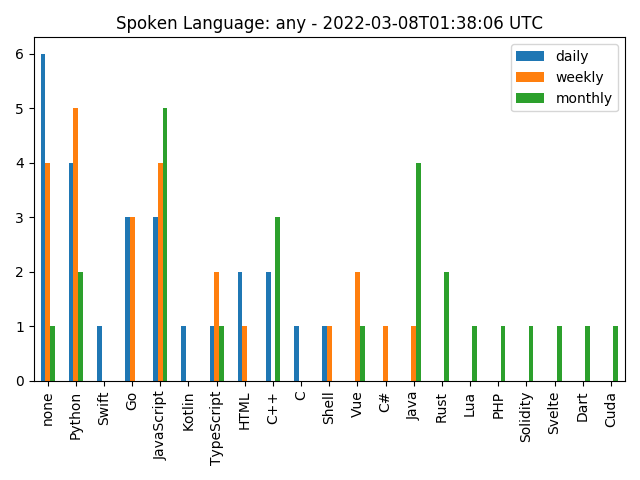 Spoken Language: any - 2022-03-08T01:38:06 UTC
daily
weekly
monthly
6
5
4
3
2
1
0
none
Python
Swift
Go
JavaScript
Kotlin
TypeScript
HTML
C++
C
Shell
Vue
C#
Java
Rust
Lua
PHP
Solidity
Svelte
Dart
Cuda